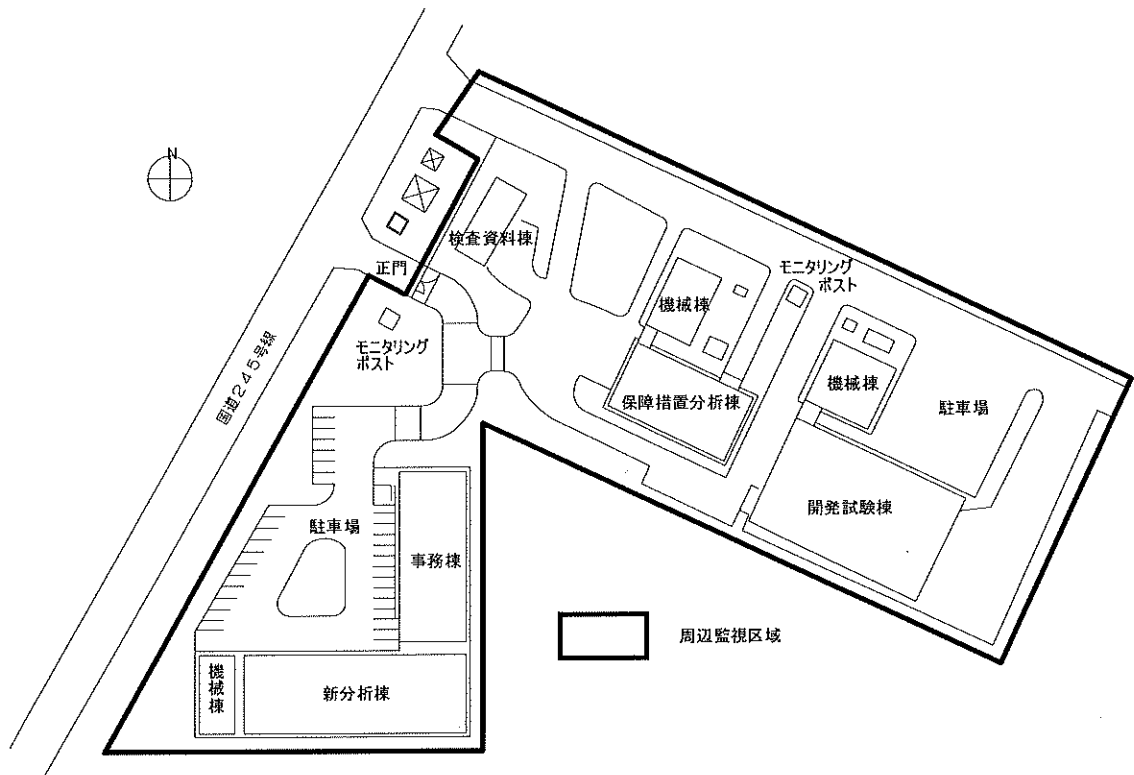 N
検査資料棟
正門
モニタリング
ポスト
機械棟
モニタリング
ポスト
国道245号線
保障措置分析棟
機械棟
駐車場
開発試験棟
駐車場
事務棟
周辺監視区域
機械棟
新分析棟